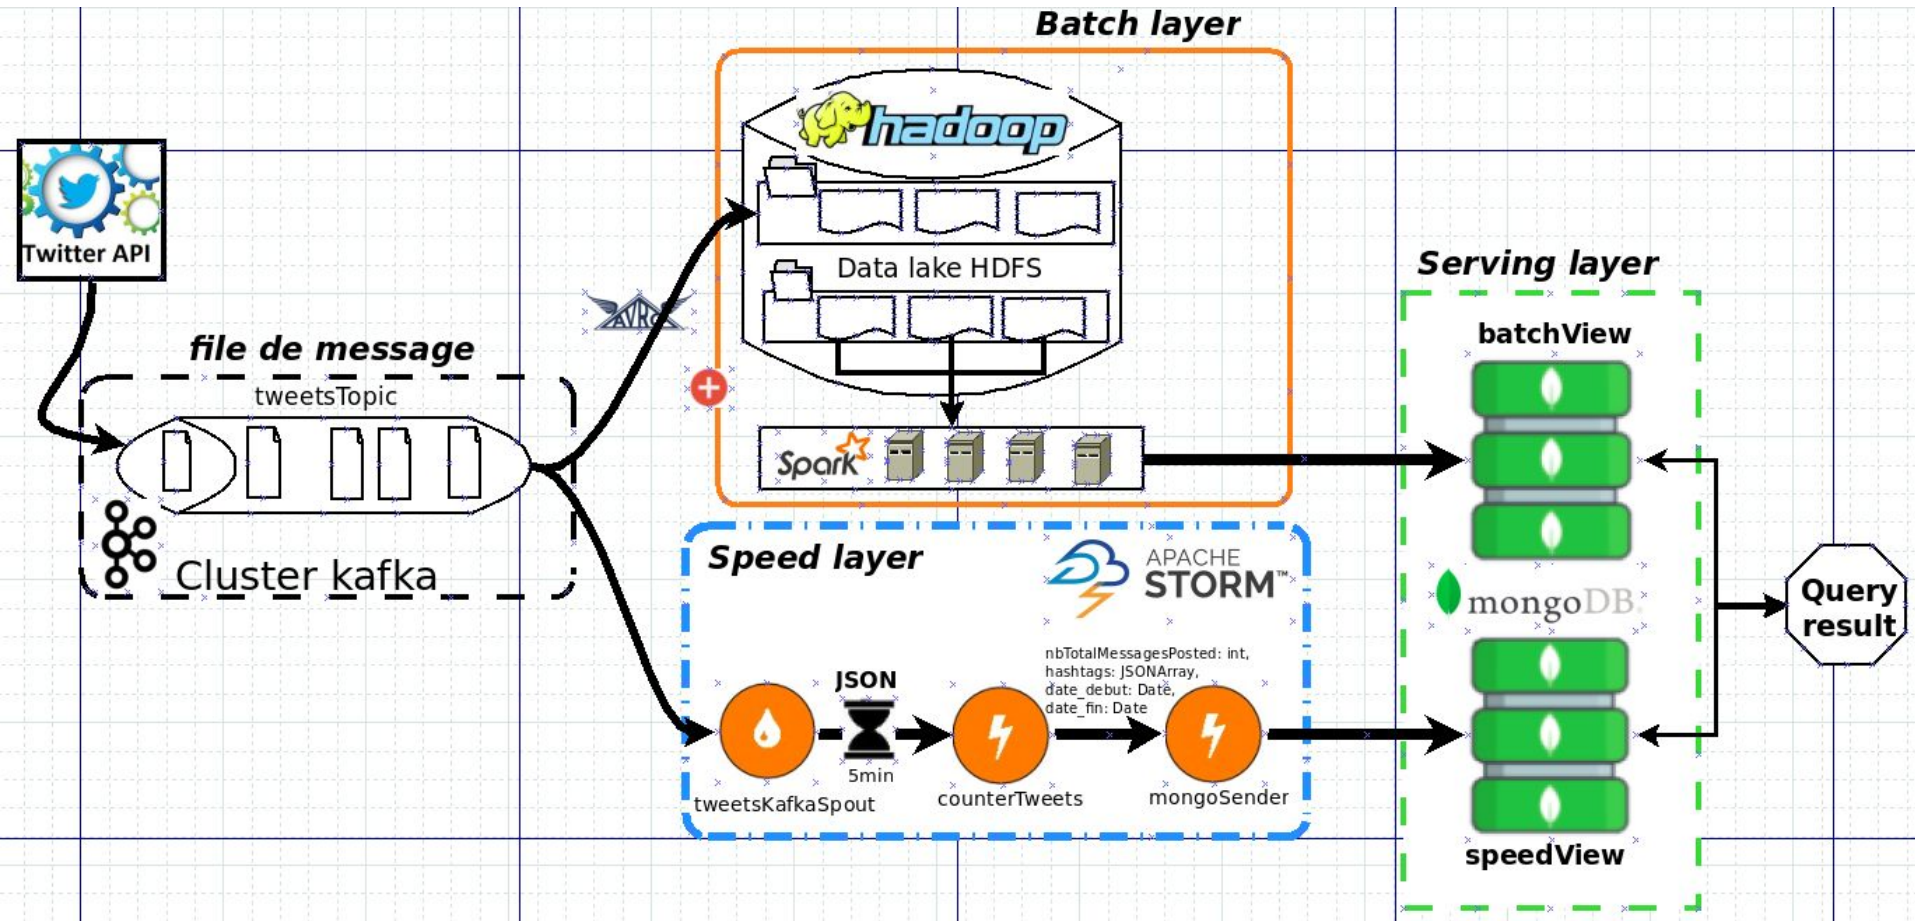 Batch layer
hadoop
Twitter API
Data lake HDFS
AVRO
Spark
file de message
tweetsTopic
Cluster kafka
Speed layer
APACHE
STORM™
nbTotalMessagesPosted: int,
hashtags: JSONArray,
date_debut: Date,
date_fin: Date
JSON
5min
tweetsKafkaSpout
counterTweets
mongoSender
Serving layer
batchView
mongoDB.
speedView
Query
result